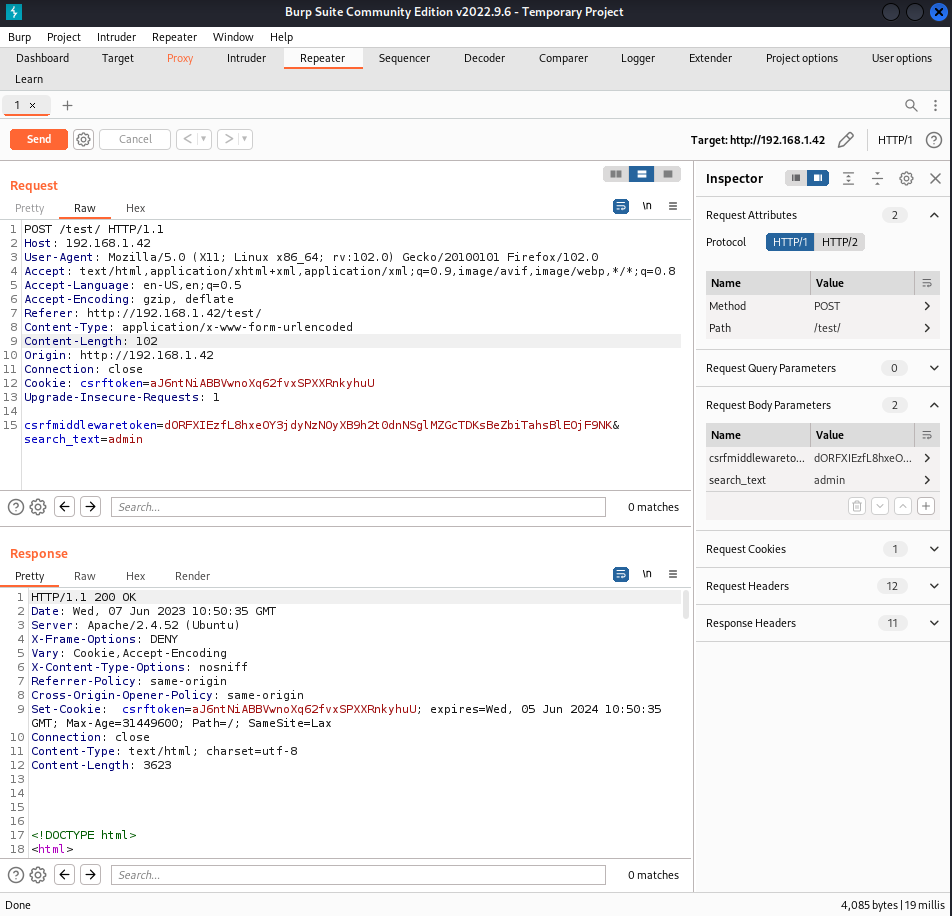 Burp Suite Community Edition v2022.9.6 - Temporary Project
Burp Project Intruder Repeater Window Help
Dashboard Target Proxy Intruder Repeater Sequencer Decoder Comparer Logger Extender Project options User options
Learn
1 × +
Send Cancel < > Target: http://192.168.1.42 HTTP/1 ?
Request
Pretty Raw Hex \n
1 POST /test/ HTTP/1.1
2 Host: 192.168.1.42
3 User-Agent: Mozilla/5.0 (X11; Linux x86_64; rv:102.0) Gecko/20100101 Firefox/102.0
4 Accept: text/html,application/xhtml+xml,application/xml;q=0.9,image/avif,image/webp,*/*;q=0.8
5 Accept-Language: en-US,en;q=0.5
6 Accept-Encoding: gzip, deflate
7 Referer: http://192.168.1.42/test/
8 Content-Type: application/x-www-form-urlencoded
9 Content-Length: 102
10 Origin: http://192.168.1.42
11 Connection: close
12 Cookie: csrftoken=aJ6ntNiABBVwnoXq62fvxSPXXRnkyhuU
13 Upgrade-Insecure-Requests: 1
14
15 csrfmiddlewaretoken=dORFXIEzfL8hxeOY3jdyNzNOyXB9h2t0dnNSglMZGcTDKsBeZbiTahsBlEOjF9NK&
search_text=admin
? Search... 0 matches
Response
Pretty Raw Hex Render \n
1 HTTP/1.1 200 OK
2 Date: Wed, 07 Jun 2023 10:50:35 GMT
3 Server: Apache/2.4.52 (Ubuntu)
4 X-Frame-Options: DENY
5 Vary: Cookie,Accept-Encoding
6 X-Content-Type-Options: nosniff
7 Referrer-Policy: same-origin
8 Cross-Origin-Opener-Policy: same-origin
9 Set-Cookie:  csrftoken=aJ6ntNiABBVwnoXq62fvxSPXXRnkyhuU; expires=Wed, 05 Jun 2024 10:50:35
GMT; Max-Age=31449600; Path=/; SameSite=Lax
10 Connection: close
11 Content-Type: text/html; charset=utf-8
12 Content-Length: 3623
13
14
15
16
17 <!DOCTYPE html>
18 <html>
? Search... 0 matches
Inspector
Request Attributes 2
Protocol HTTP/1 HTTP/2
Name Value
Method POST
Path /test/
Request Query Parameters 0
Request Body Parameters 2
Name Value
csrfmiddlewareto... dORFXIEzfL8hxeO...
search_text admin
Request Cookies 1
Request Headers 12
Response Headers 11
Done 4,085 bytes | 19 millis